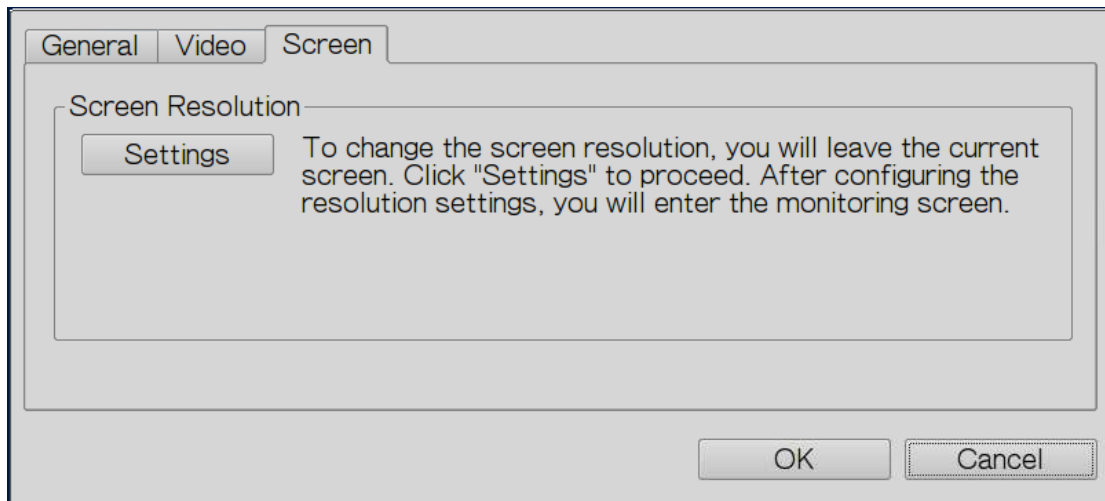 General Video Screen
Screen Resolution
Settings
To change the screen resolution, you will leave the current
screen. Click "Settings" to proceed. After configuring the
resolution settings, you will enter the monitoring screen.
OK Cancel